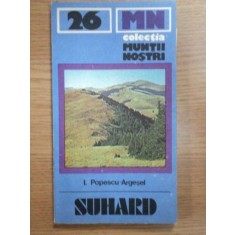 26
MN
colecția
MUNȚII
NOȘTRI
I. Popescu-Argeșel
SUHARD